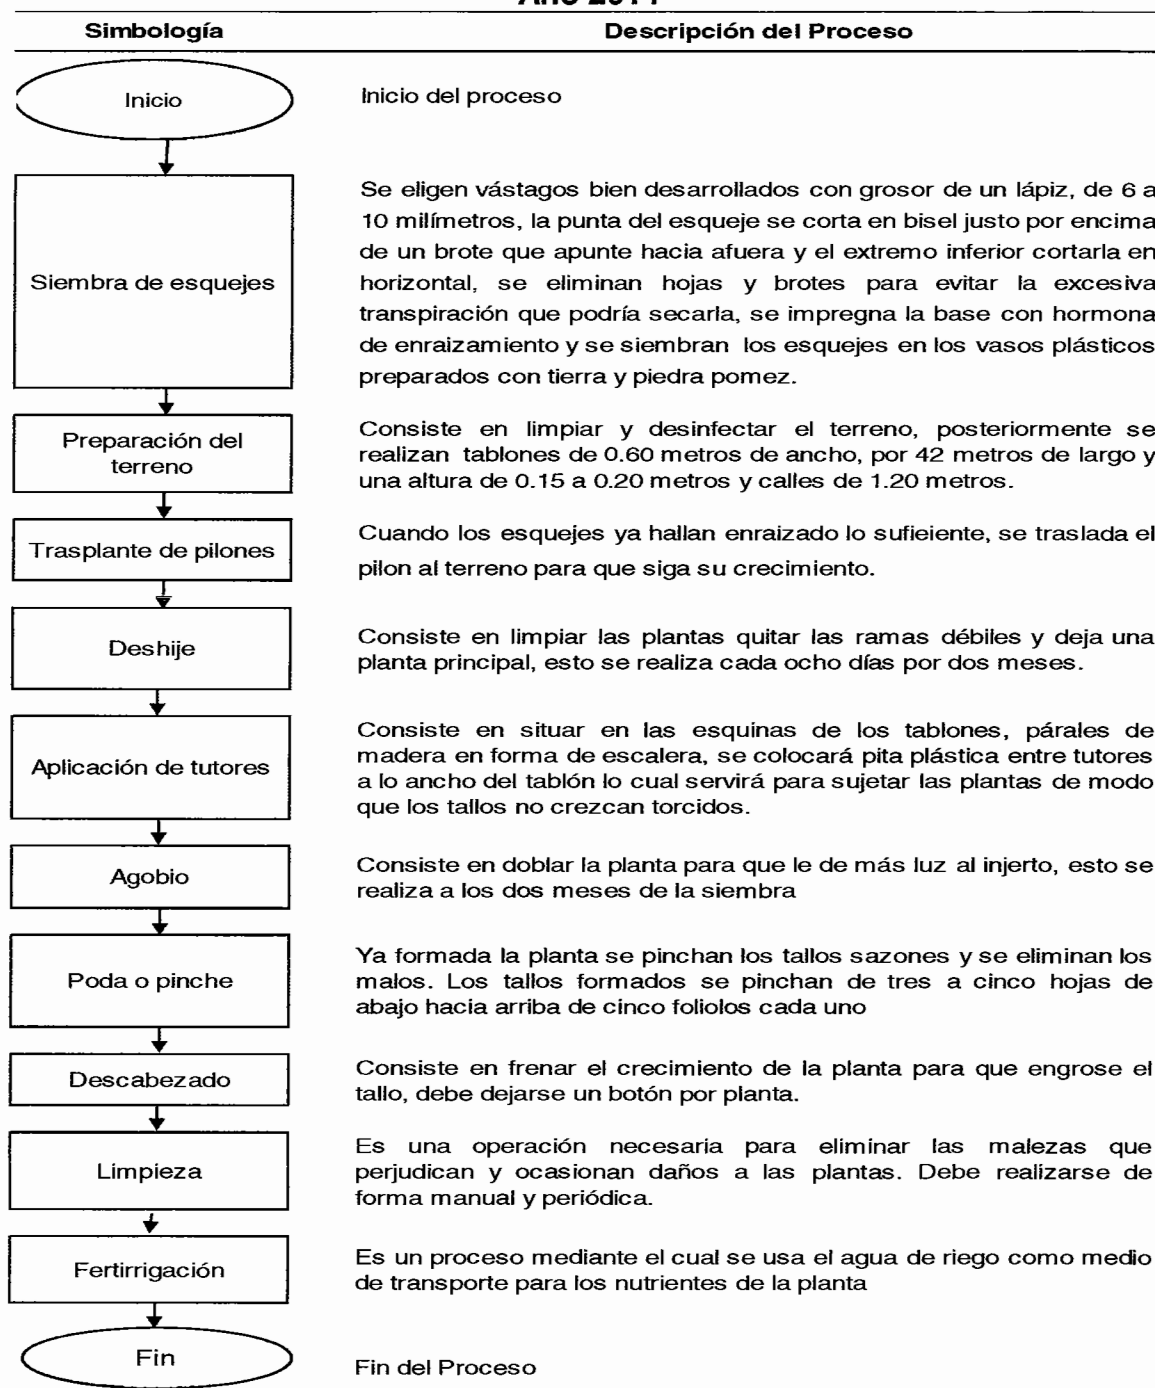 Simbología Descripción del Proceso
Inicio Inicio del proceso
Siembra de esquejes
Se eligen vástagos bien desarrollados con grosor de un lápiz, de 6 a
10 milímetros, la punta del esqueje se corta en bisel justo por encima
de un brote que apunte hacia afuera y el extremo inferior cortarla en
horizontal, se eliminan hojas y brotes para evitar la excesiva
transpiración que podría secarla, se impregna la base con hormona
de enraizamiento y se siembran los esquejes en los vasos plásticos
preparados con tierra y piedra pomez.
Preparación del
terreno
Consiste en limpiar y desinfectar el terreno, posteriormente se
realizan tablones de 0.60 metros de ancho, por 42 metros de largo y
una altura de 0.15 a 0.20 metros y calles de 1.20 metros.
Trasplante de pilones
Cuando los esquejes ya hallan enraizado lo sufieiente, se traslada el
pilon al terreno para que siga su crecimiento.
Deshije
Consiste en limpiar las plantas quitar las ramas débiles y deja una
planta principal, esto se realiza cada ocho días por dos meses.
Aplicación de tutores
Consiste en situar en las esquinas de los tablones, párales de
madera en forma de escalera, se colocará pita plástica entre tutores
a lo ancho del tablón lo cual servirá para sujetar las plantas de modo
que los tallos no crezcan torcidos.
Agobio
Consiste en doblar la planta para que le de más luz al injerto, esto se
realiza a los dos meses de la siembra
Poda o pinche
Ya formada la planta se pinchan los tallos sazones y se eliminan los
malos. Los tallos formados se pinchan de tres a cinco hojas de
abajo hacia arriba de cinco foliolos cada uno
Descabezado
Consiste en frenar el crecimiento de la planta para que engrose el
tallo, debe dejarse un botón por planta.
Limpieza
Es una operación necesaria para eliminar las malezas que
perjudican y ocasionan daños a las plantas. Debe realizarse de
forma manual y periódica.
Fertirrigación
Es un proceso mediante el cual se usa el agua de riego como medio
de transporte para los nutrientes de la planta
Fin
Fin del Proceso